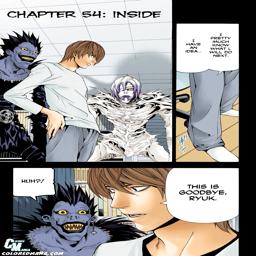 CHAPTER 54: INSIDE
I PRETTY
MUCH
KNOW
WHAT I
WILL DO
NEXT.
I HAVE
AN
IDEA...
HUH?!
THIS IS
GOODBYE,
RYUK.
CM
MANGA
COLOREDMANGA.COM